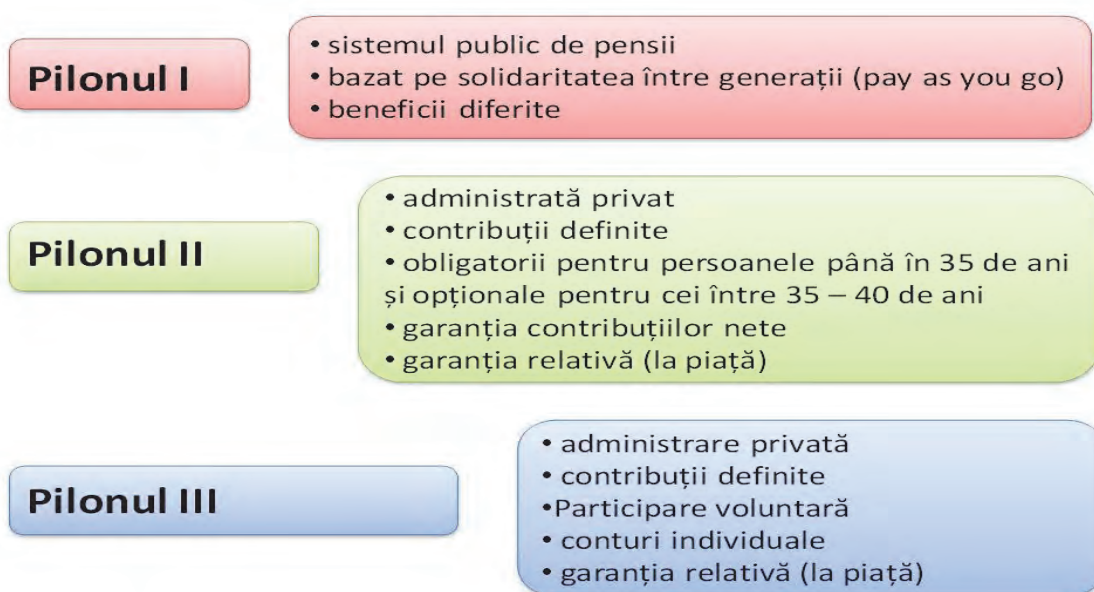 Pilonul I
• sistemul public de pensii
• bazat pe solidaritatea între generații (pay as you go)
• beneficii diferite
Pilonul II
• administrată privat
• contribuții definite
• obligatorii pentru persoanele până în 35 de ani
și opționale pentru cei între 35 – 40 de ani
• garanția contribuțiilor nete
• garanția relativă (la piață)
Pilonul III
• administrare privată
• contribuții definite
•Participare voluntară
• conturi individuale
• garanția relativă (la piață)